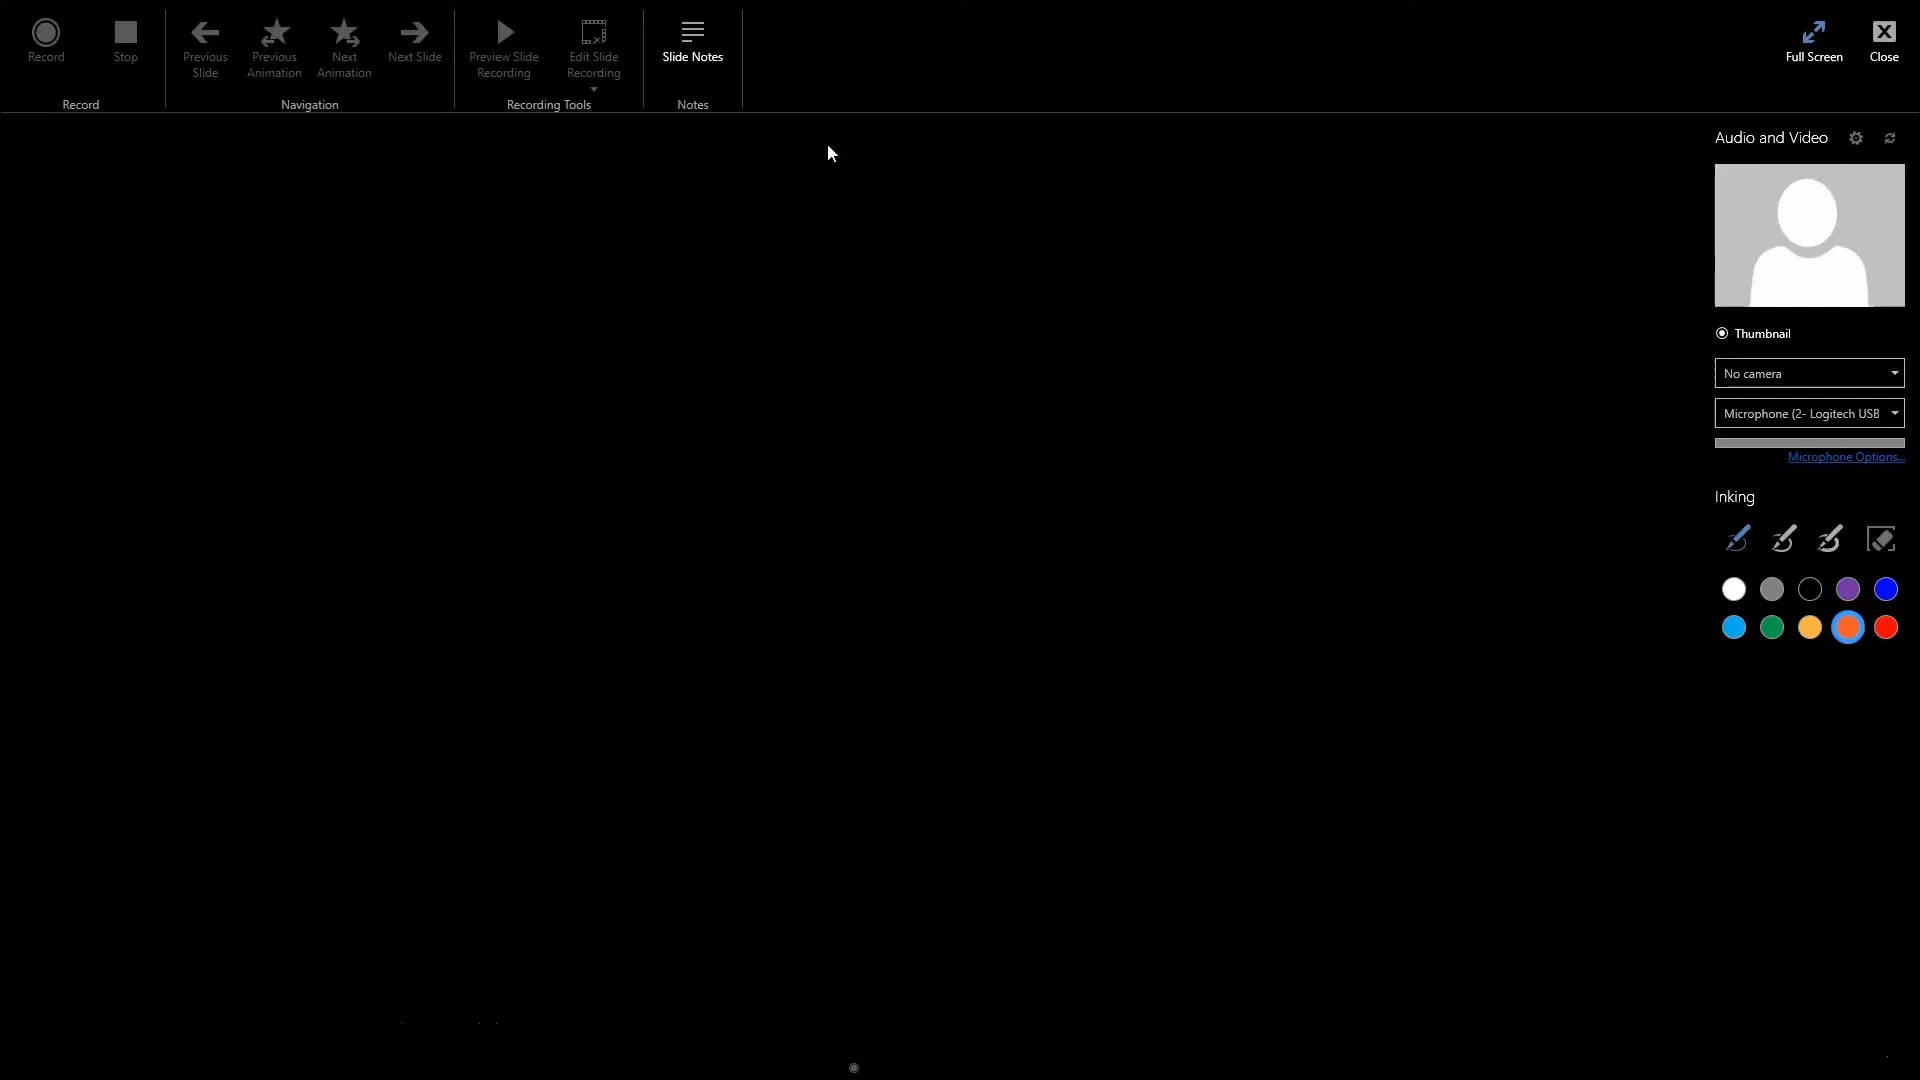 Record
Stop
Previous
Slide
Previous
Animation
Next
Animation
Next Slide
Preview Slide
Recording
Edit Slide
Recording
Slide Notes
Full Screen
Close
Record
Navigation
Recording Tools
Notes
Audio and Video
Thumbnail
No camera
Microphone (2- Logitech USB
Microphone Options...
Inking